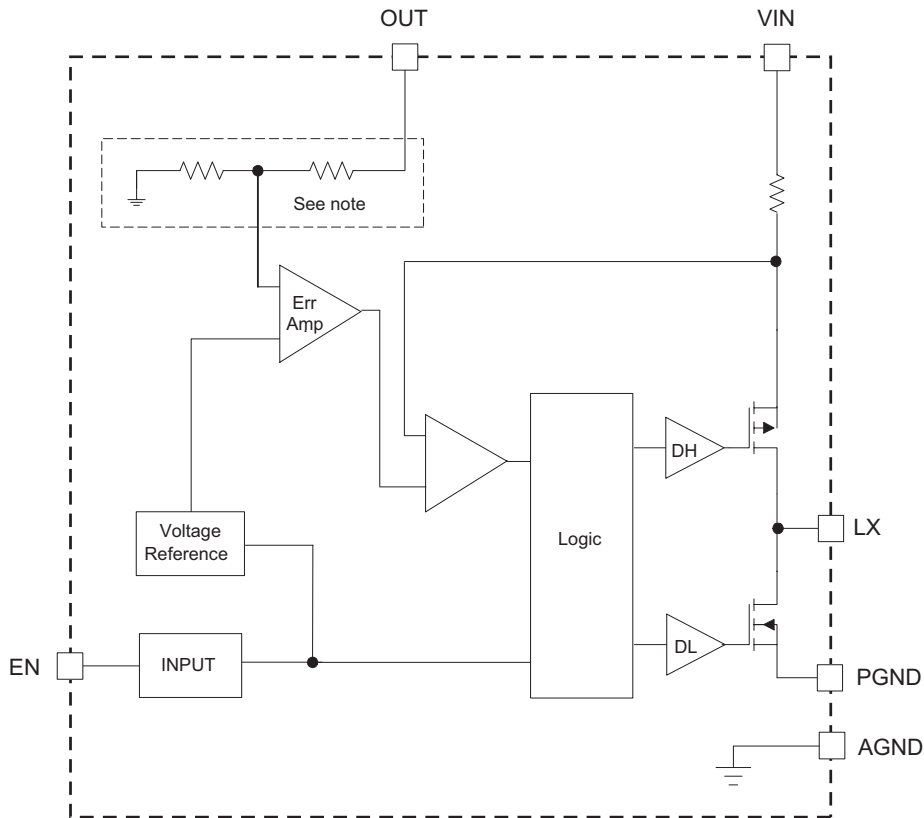 OUT
VIN
See note
Err
Amp
DH
Voltage
Reference
Logic
LX
EN
INPUT
DL
PGND
AGND